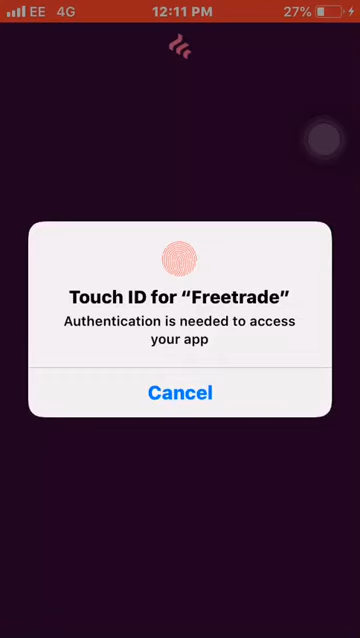 EE 4G 12:11 PM 27%
Touch ID for “Freetrade”
Authentication is needed to access
your app
Cancel